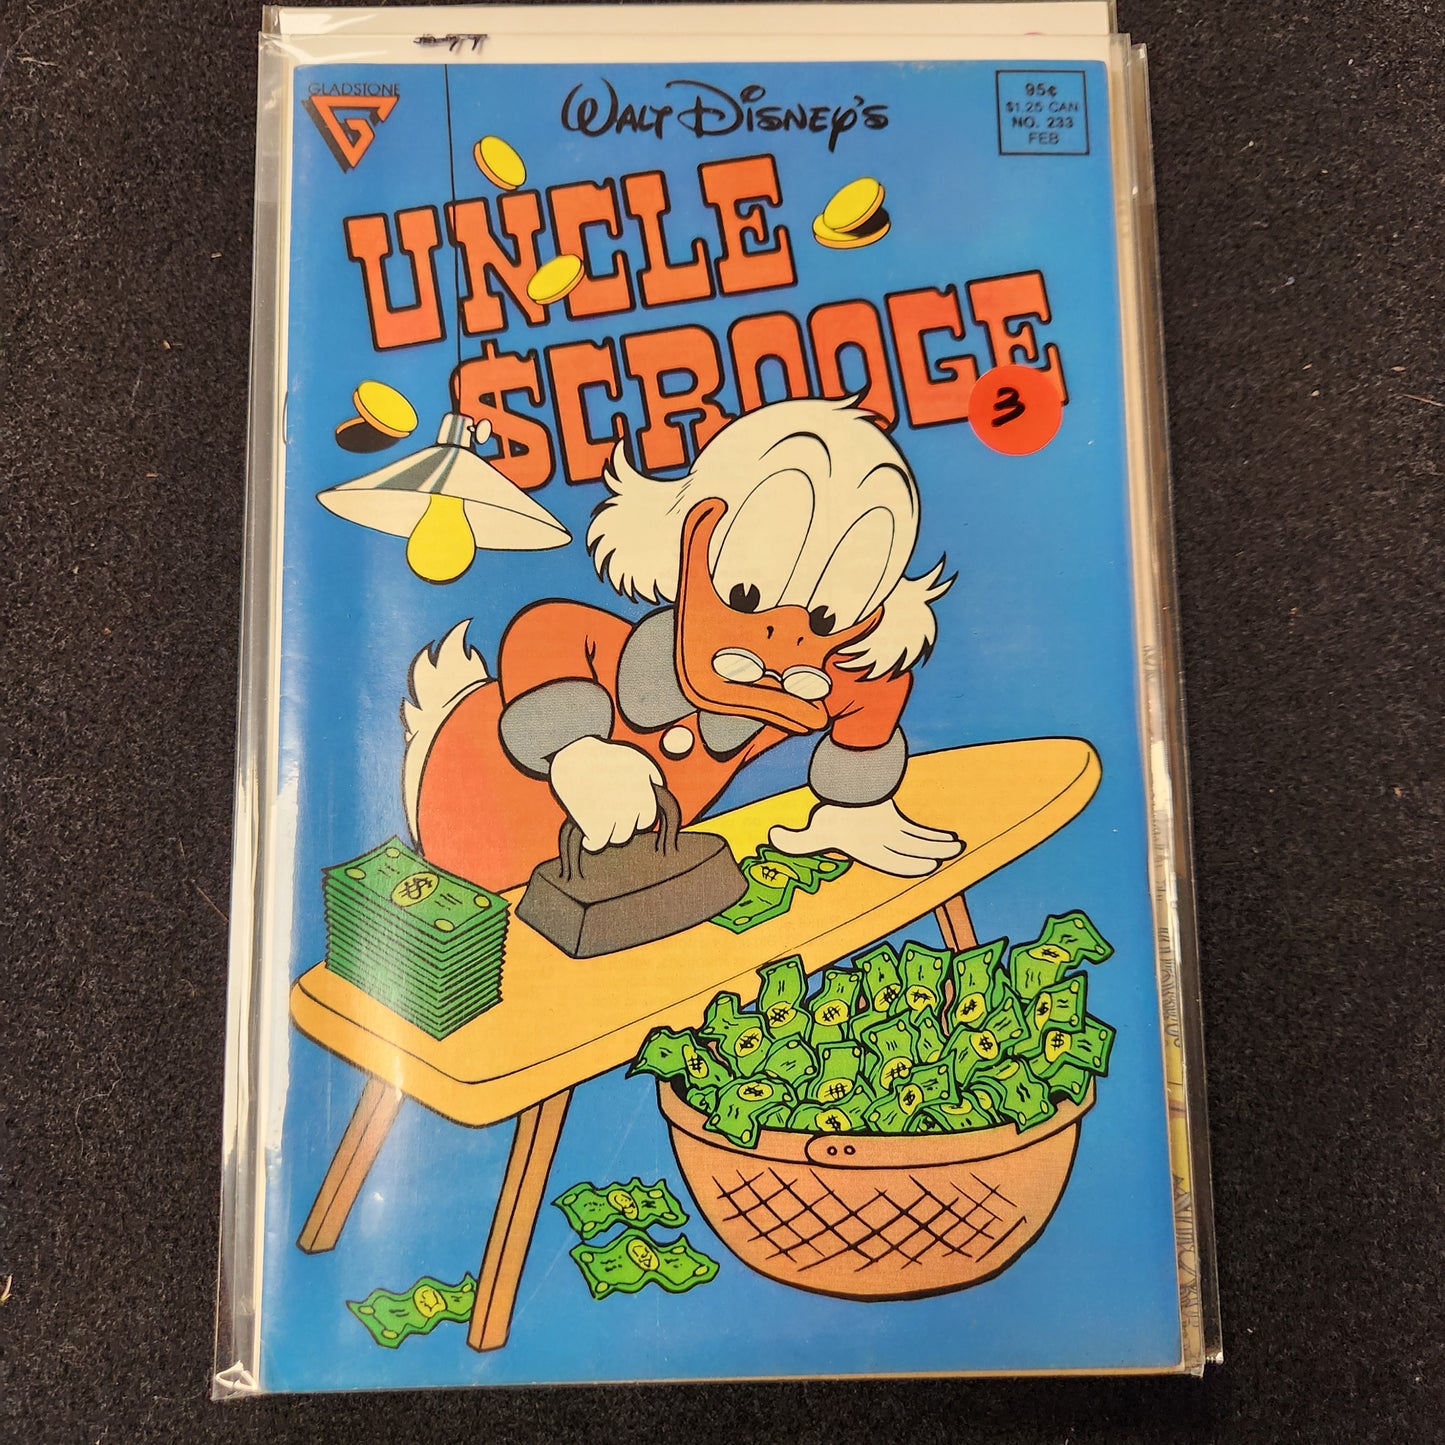 GLADSTONE
G
WALT DISNEY'S
95¢
$1.25 CAN
NO. 233
FEB
UNCLE
$CROOGE
3